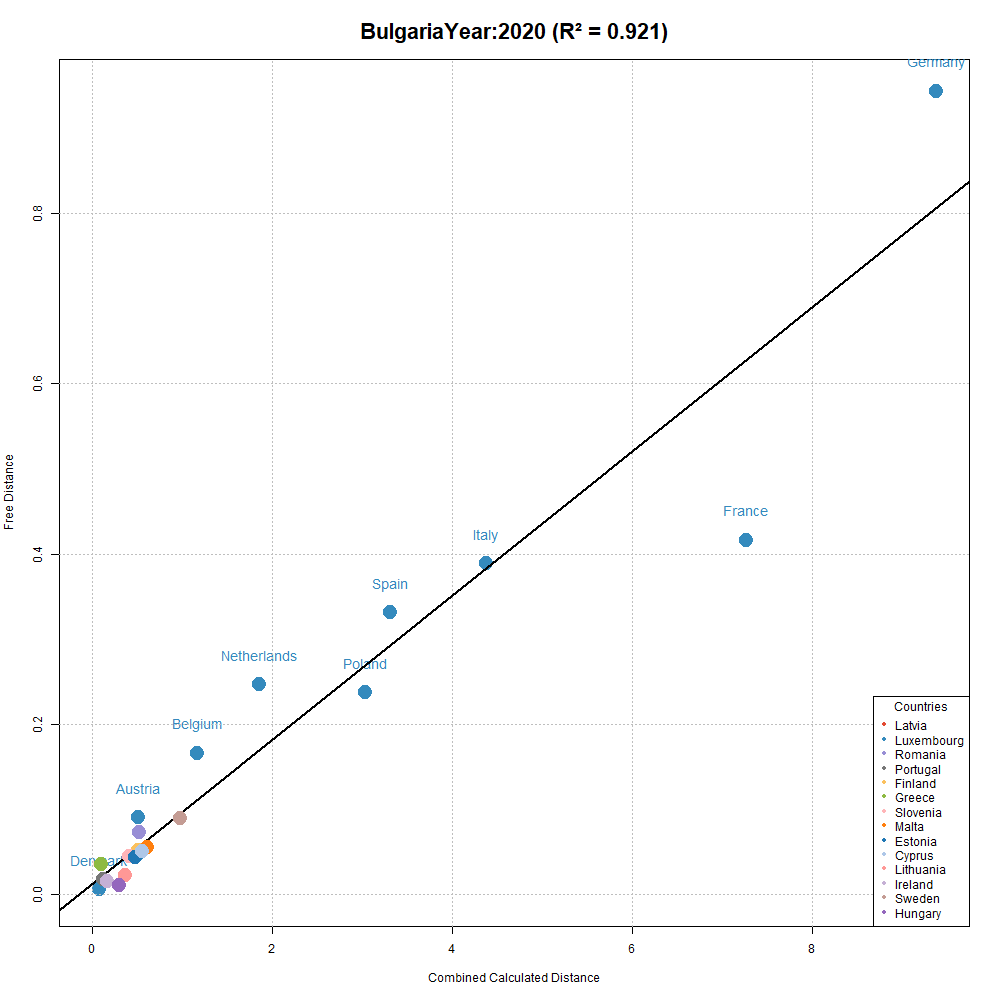 BulgariaYear:2020 (R² = 0.921)
Germany
0.8
0.6
France
Italy
0.4
Spain
Netherlands
Poland
Belgium
0.2
Austria
Denmark
0.0
Free Distance
0
2
4
6
8
Combined Calculated Distance
Countries
Latvia
Luxembourg
Romania
Portugal
Finland
Greece
Slovenia
Malta
Estonia
Cyprus
Lithuania
Ireland
Sweden
Hungary